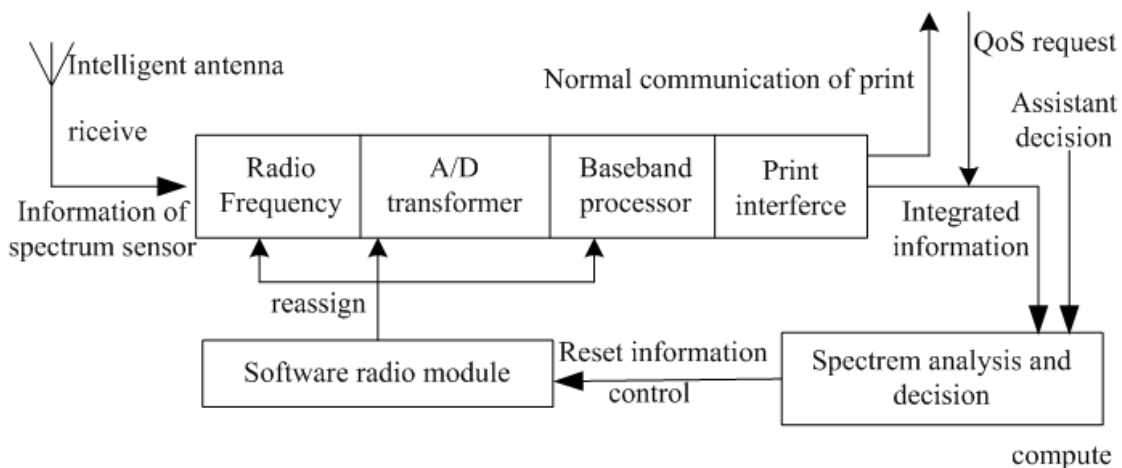 Intelligent antenna
riceive
Information of
spectrum sensor
Radio
Frequency
A/D
transformer
Baseband
processor
Print
interferce
Normal communication of print
QoS request
Assistant
decision
Integrated
information
reassign
Software radio module
Reset information
control
Spectrem analysis and
decision
compute